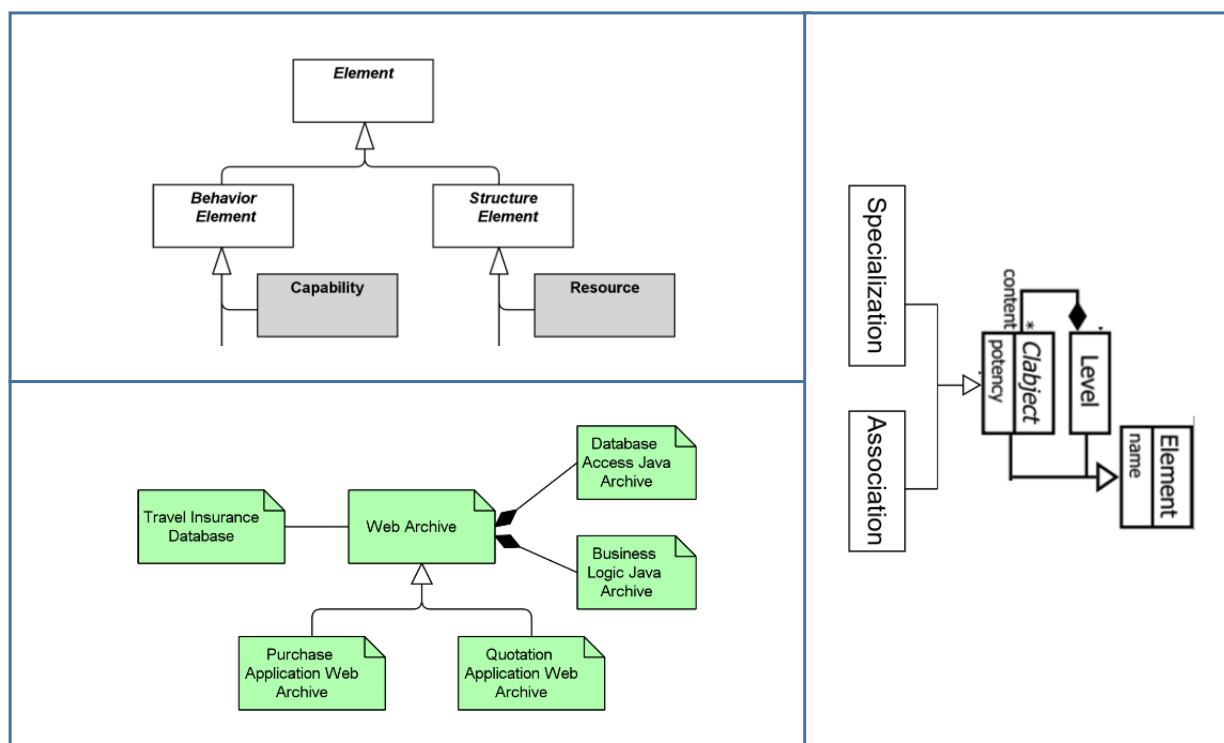 Element
Behavior
Element
Structure
Element
Capability
Resource
Database
Access Java
Archive
Travel Insurance
Database
Web Archive
Business
Logic Java
Archive
Purchase
Application Web
Archive
Quotation
Application Web
Archive
Element
name
Level
*
content
Clabject
potency
Specialization
Association